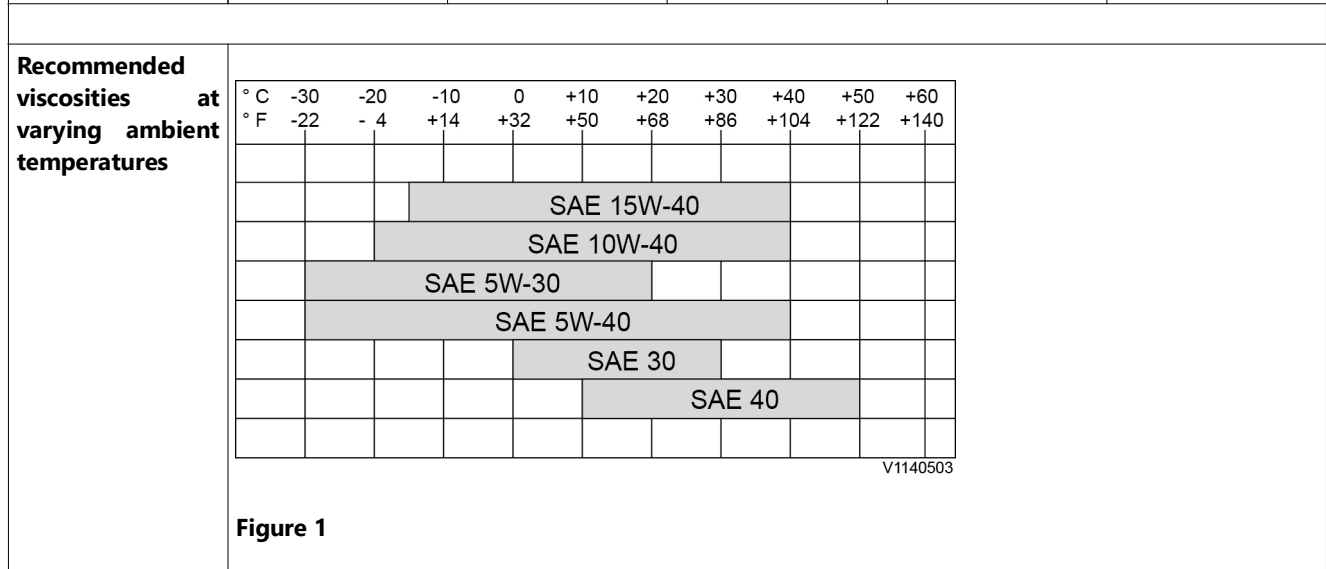 Recommended
viscosities at
varying ambient
temperatures
° C -30 -20 -10 0 +10 +20 +30 +40 +50 +60
° F -22 - 4 +14 +32 +50 +68 +86 +104 +122 +140
SAE 15W-40
SAE 10W-40
SAE 5W-30
SAE 5W-40
SAE 30
SAE 40
V1140503
Figure 1